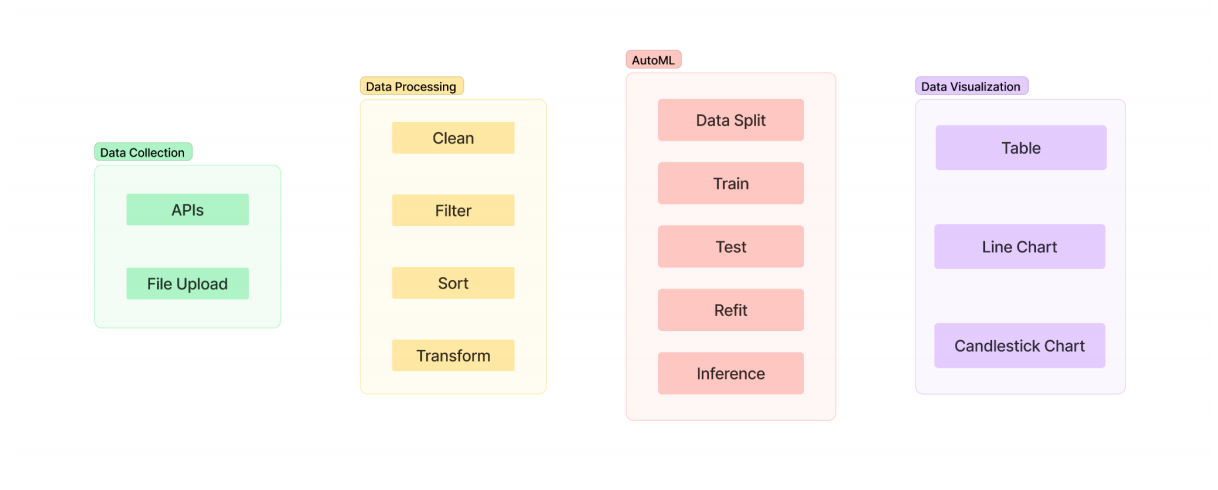 Data Collection
APIs
File Upload
Data Processing
Clean
Filter
Sort
Transform
AutoML
Data Split
Train
Test
Refit
Inference
Data Visualization
Table
Line Chart
Candlestick Chart